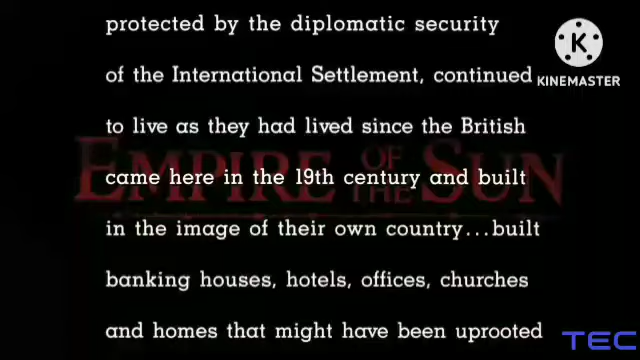 protected by the diplomatic security
of the International Settlement, continued
to live as they had lived since the British
came here in the 19th century and built
in the image of their own country...built
banking houses, hotels, offices, churches
and homes that might have been uprooted
EMPIRE OF THE SUN
K
KINEMASTER
TEC